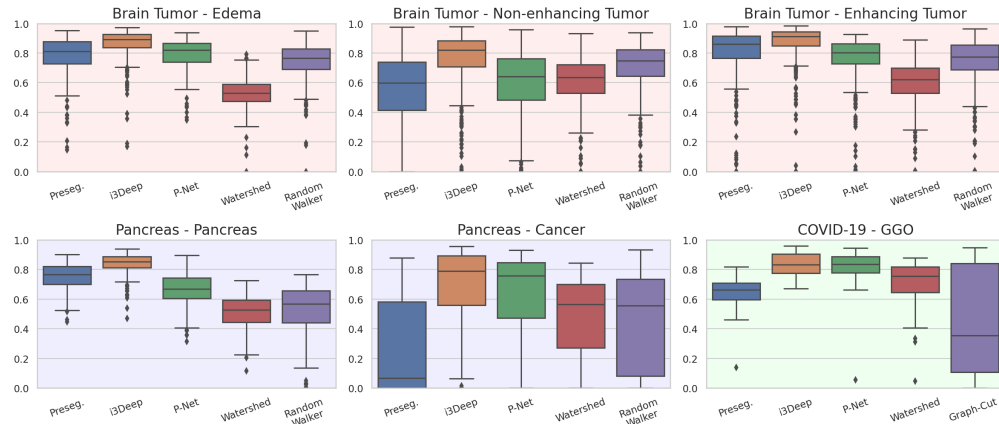 Brain Tumor - Edema
1.0
0.8
0.6
0.4
0.2
0.0
Preseg.
i3Deep
P-Net
Watershed
Random
Walker
Brain Tumor - Non-enhancing Tumor
1.0
0.8
0.6
0.4
0.2
0.0
Preseg.
i3Deep
P-Net
Watershed
Random
Walker
Brain Tumor - Enhancing Tumor
1.0
0.8
0.6
0.4
0.2
0.0
Preseg.
i3Deep
P-Net
Watershed
Random
Walker
Pancreas - Pancreas
1.0
0.8
0.6
0.4
0.2
0.0
Preseg.
i3Deep
P-Net
Watershed
Random
Walker
Pancreas - Cancer
1.0
0.8
0.6
0.4
0.2
0.0
Preseg.
i3Deep
P-Net
Watershed
Random
Walker
COVID-19 - GGO
1.0
0.8
0.6
0.4
0.2
0.0
Preseg.
i3Deep
P-Net
Watershed
Graph-Cut